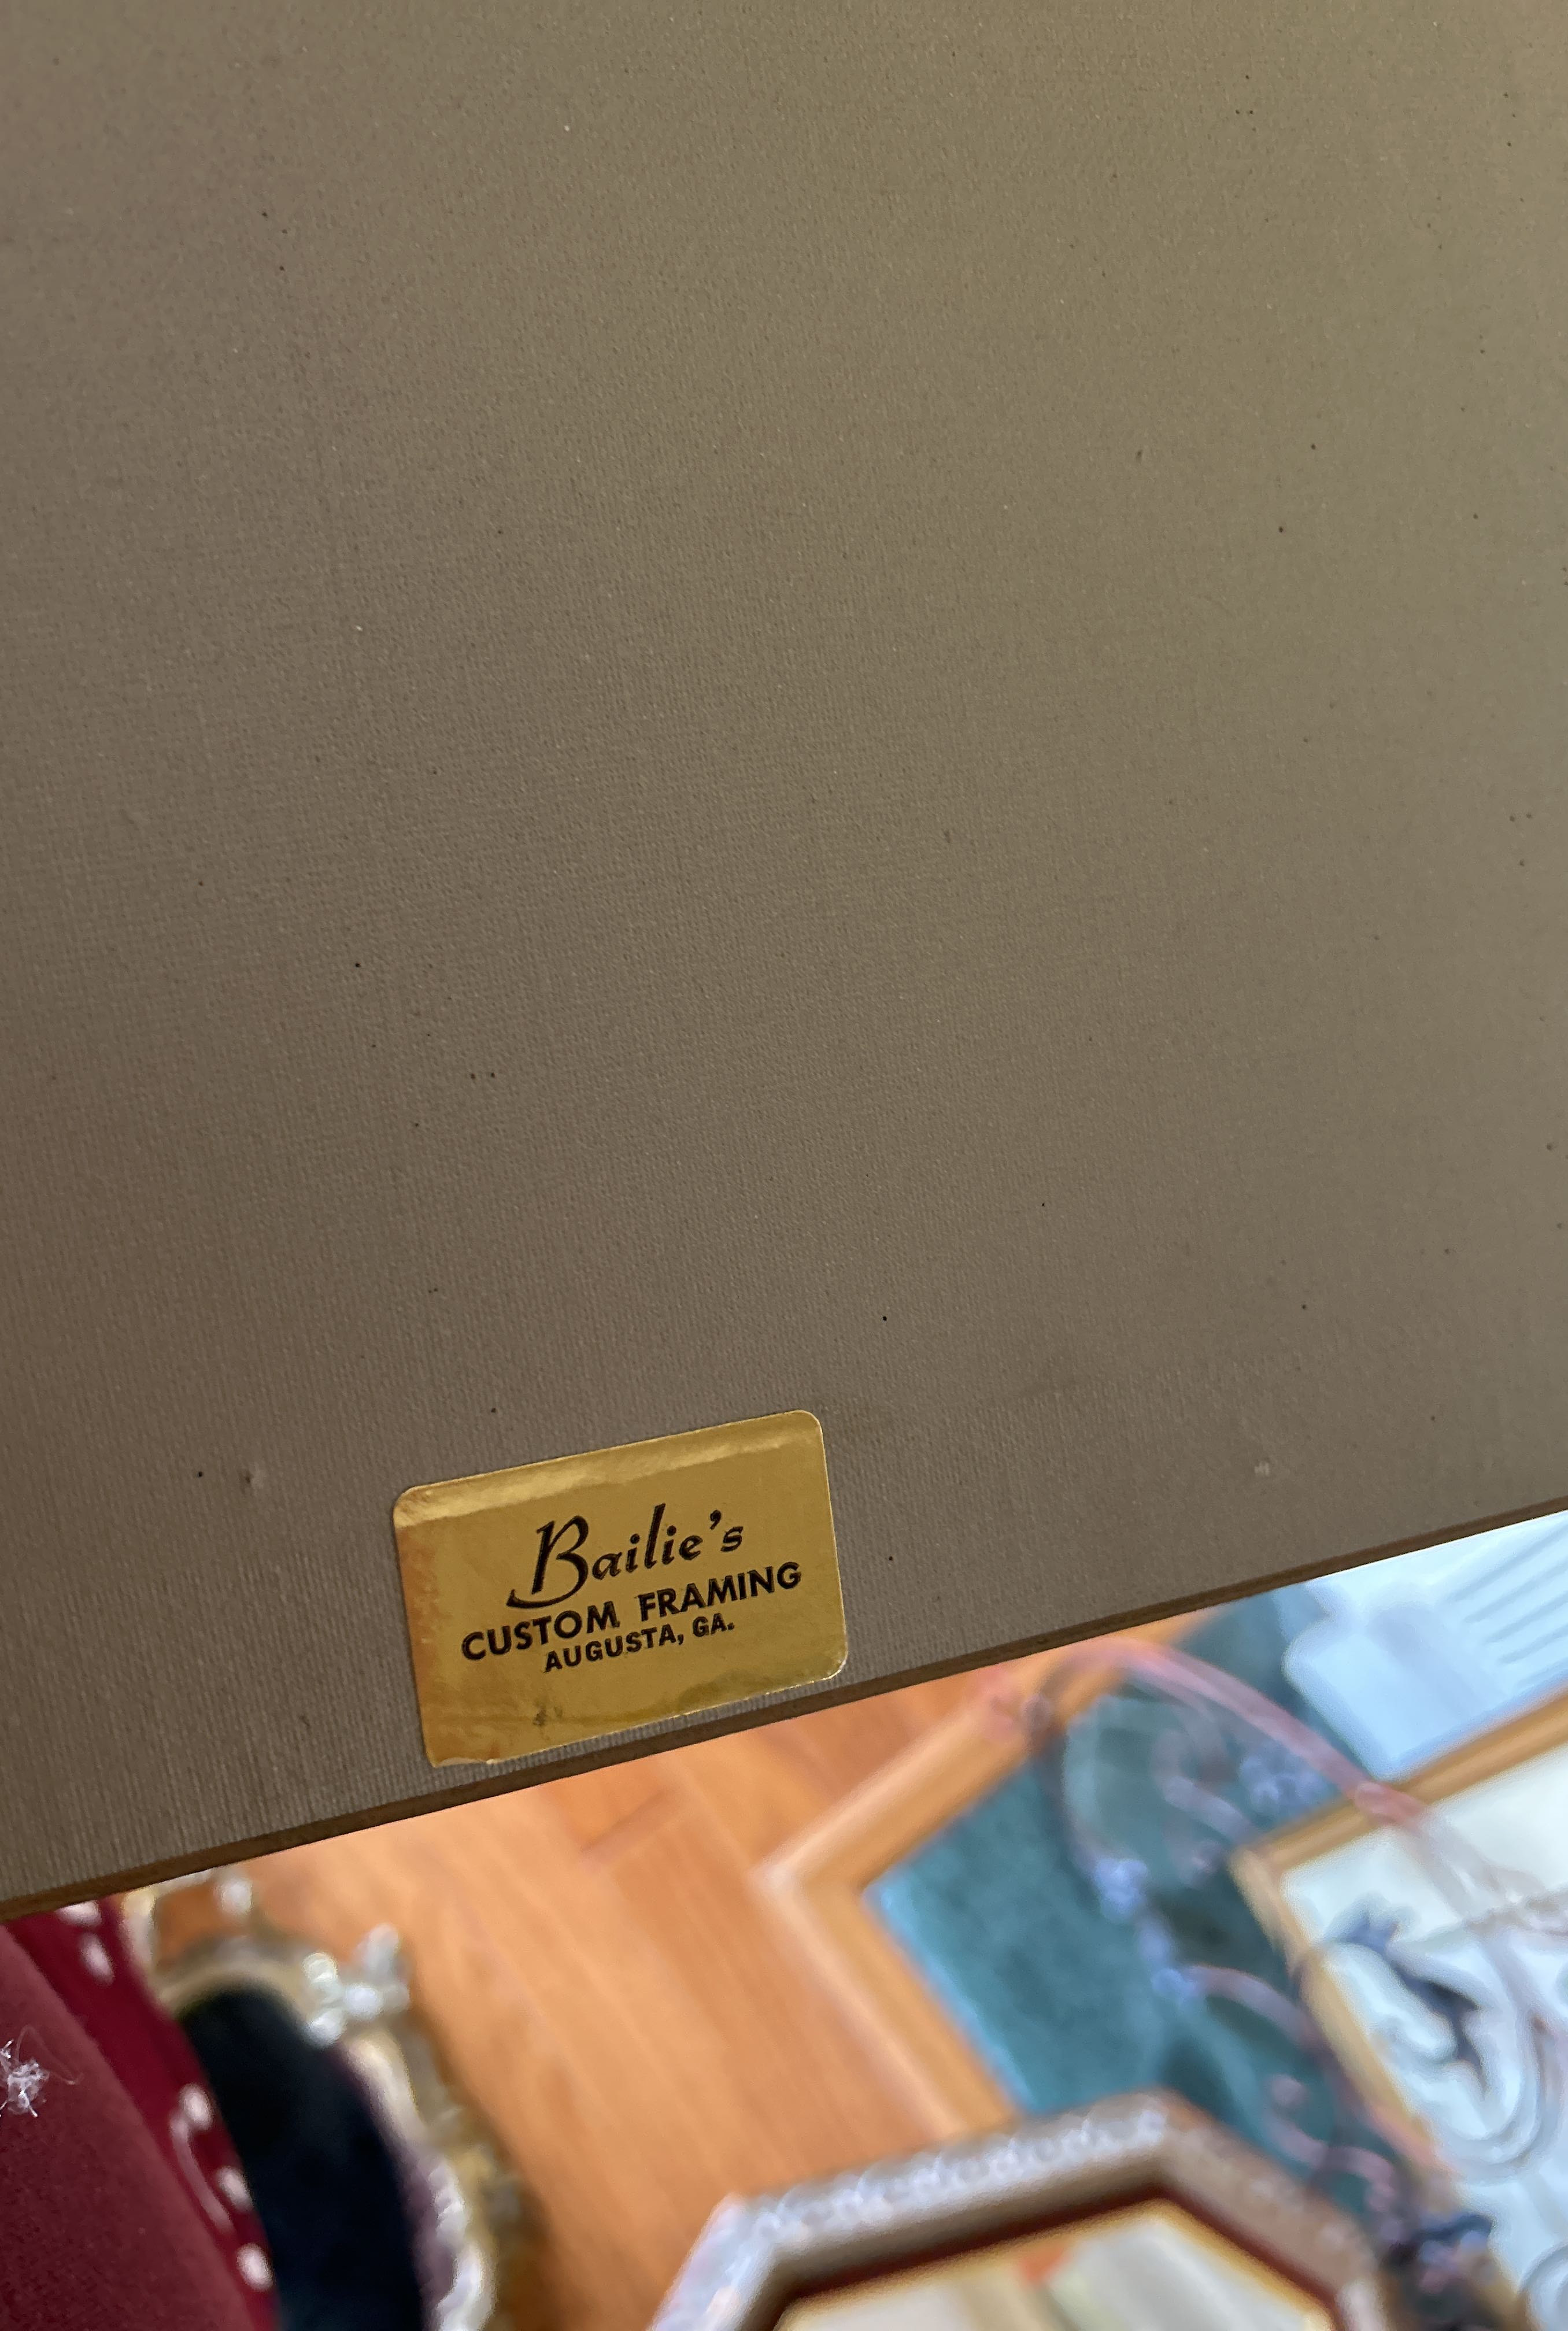 Bailie's
CUSTOM FRAMING
AUGUSTA, GA.